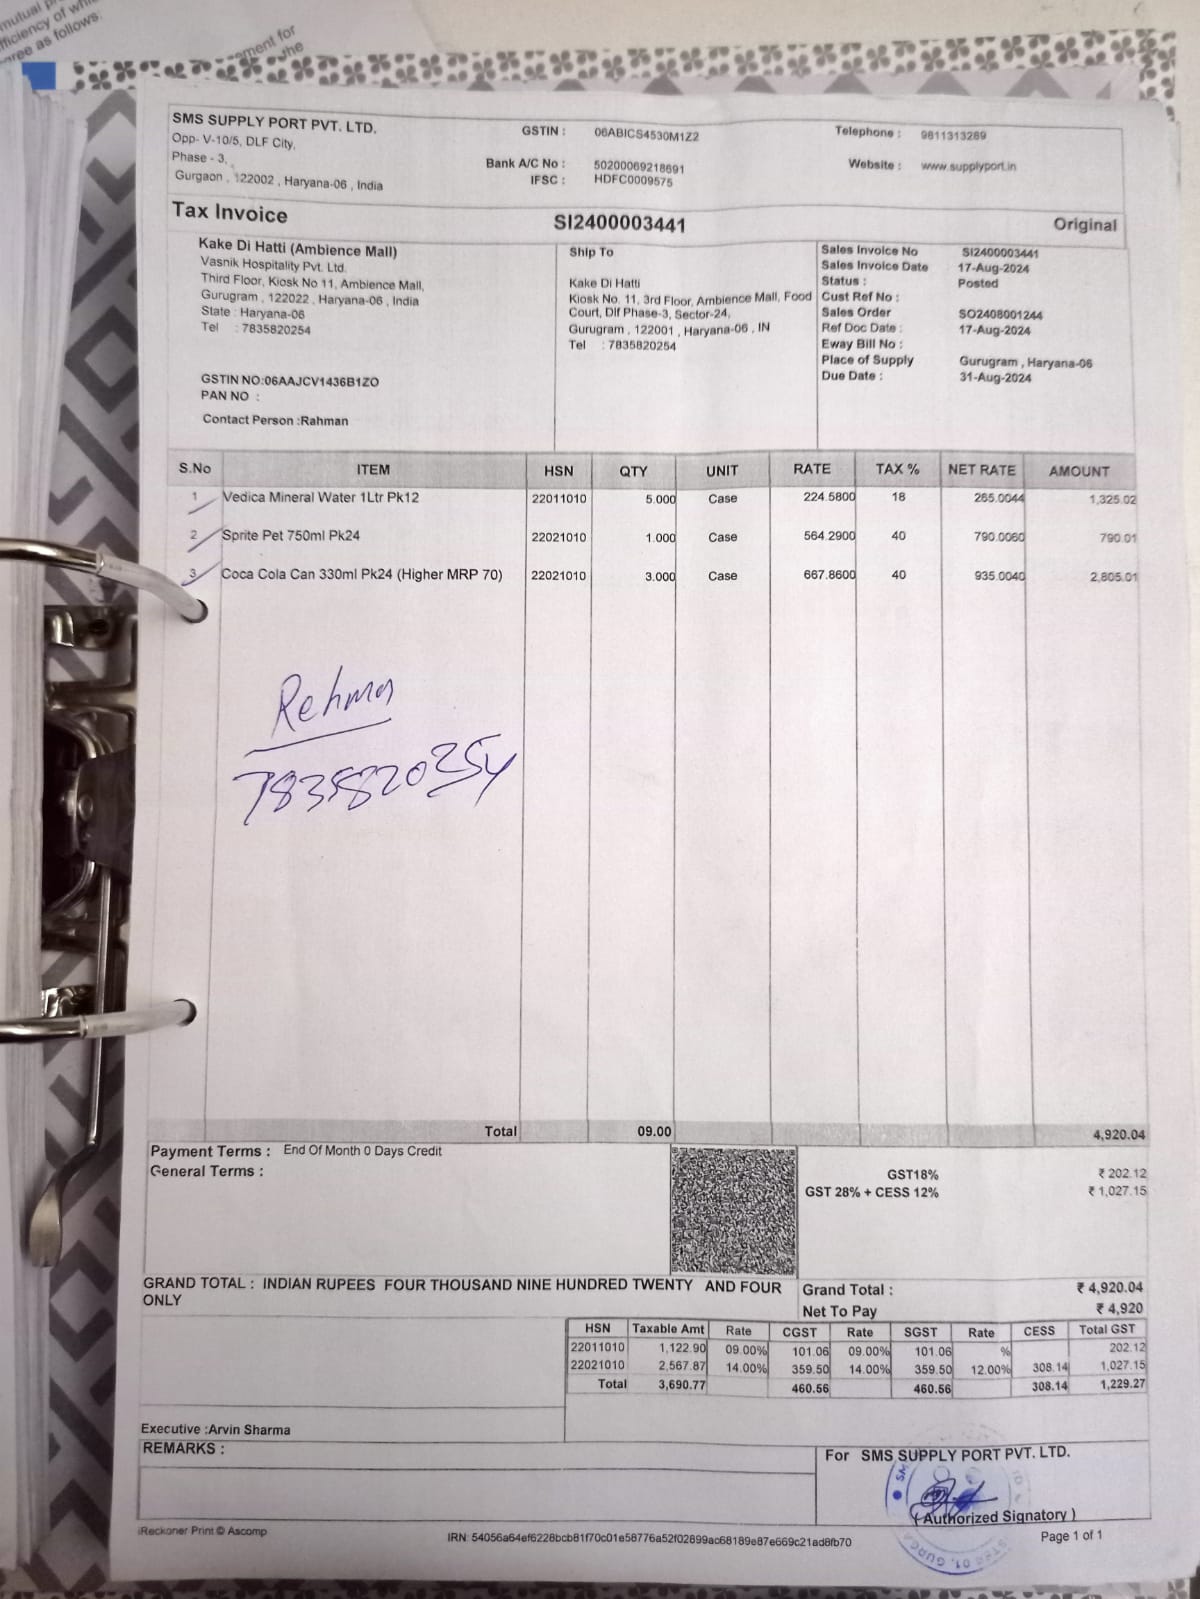 mutual
efficiency of
agree as follows:
ement for
the
SMS SUPPLY PORT PVT. LTD.
Opp- V-10/5, DLF City,
Phase - 3,
Gurgaon , 122002 , Haryana-06 , India
GSTIN : 06ABICS4530M1Z2
Bank A/C No : 50200069218691
IFSC : HDFC0009575
Telephone : 9811313289
Website : www.supplyport.in
Tax Invoice SI2400003441 Original
Kake Di Hatti (Ambience Mall)
Vasnik Hospitality Pvt. Ltd.
Third Floor, Kiosk No 11, Ambience Mall,
Gurugram , 122022 , Haryana-06 , India
State : Haryana-06
Tel : 7835820254
GSTIN NO:06AAJCV1436B1ZO
PAN NO :
Contact Person :Rahman
Ship To
Kake Di Hatti
Kiosk No. 11, 3rd Floor, Ambience Mall, Food
Court, Dlf Phase-3, Sector-24,
Gurugram , 122001 , Haryana-06 , IN
Tel : 7835820254
Sales Invoice No SI2400003441
Sales Invoice Date 17-Aug-2024
Status : Posted
Cust Ref No :
Sales Order SO2408001244
Ref Doc Date : 17-Aug-2024
Eway Bill No :
Place of Supply Gurugram , Haryana-06
Due Date : 31-Aug-2024
S.No ITEM HSN QTY UNIT RATE TAX % NET RATE AMOUNT
1 Vedica Mineral Water 1Ltr Pk12 22011010 5.000 Case 224.5800 18 265.0044 1,325.02
2 Sprite Pet 750ml Pk24 22021010 1.000 Case 564.2900 40 790.0060 790.01
3 Coca Cola Can 330ml Pk24 (Higher MRP 70) 22021010 3.000 Case 667.8600 40 935.0040 2,805.01
Rehman
7835820254
Total 09.00 4,920.04
Payment Terms : End Of Month 0 Days Credit
General Terms :
GST18% ₹ 202.12
GST 28% + CESS 12% ₹ 1,027.15
GRAND TOTAL : INDIAN RUPEES FOUR THOUSAND NINE HUNDRED TWENTY AND FOUR
ONLY
Grand Total : ₹ 4,920.04
Net To Pay ₹ 4,920
HSN Taxable Amt Rate CGST Rate SGST Rate CESS Total GST
22011010 1,122.90 09.00% 101.06 09.00% 101.06 % 202.12
22021010 2,567.87 14.00% 359.50 14.00% 359.50 12.00% 308.14 1,027.15
Total 3,690.77 460.56 460.56 308.14 1,229.27
Executive :Arvin Sharma
REMARKS :
For SMS SUPPLY PORT PVT. LTD.
( Authorized Signatory )
iReckoner Print © Ascomp
IRN: 54056a64ef6228bcb81f70c01e58776a52f02899ac68189e87e669c21ad8fb70
Page 1 of 1